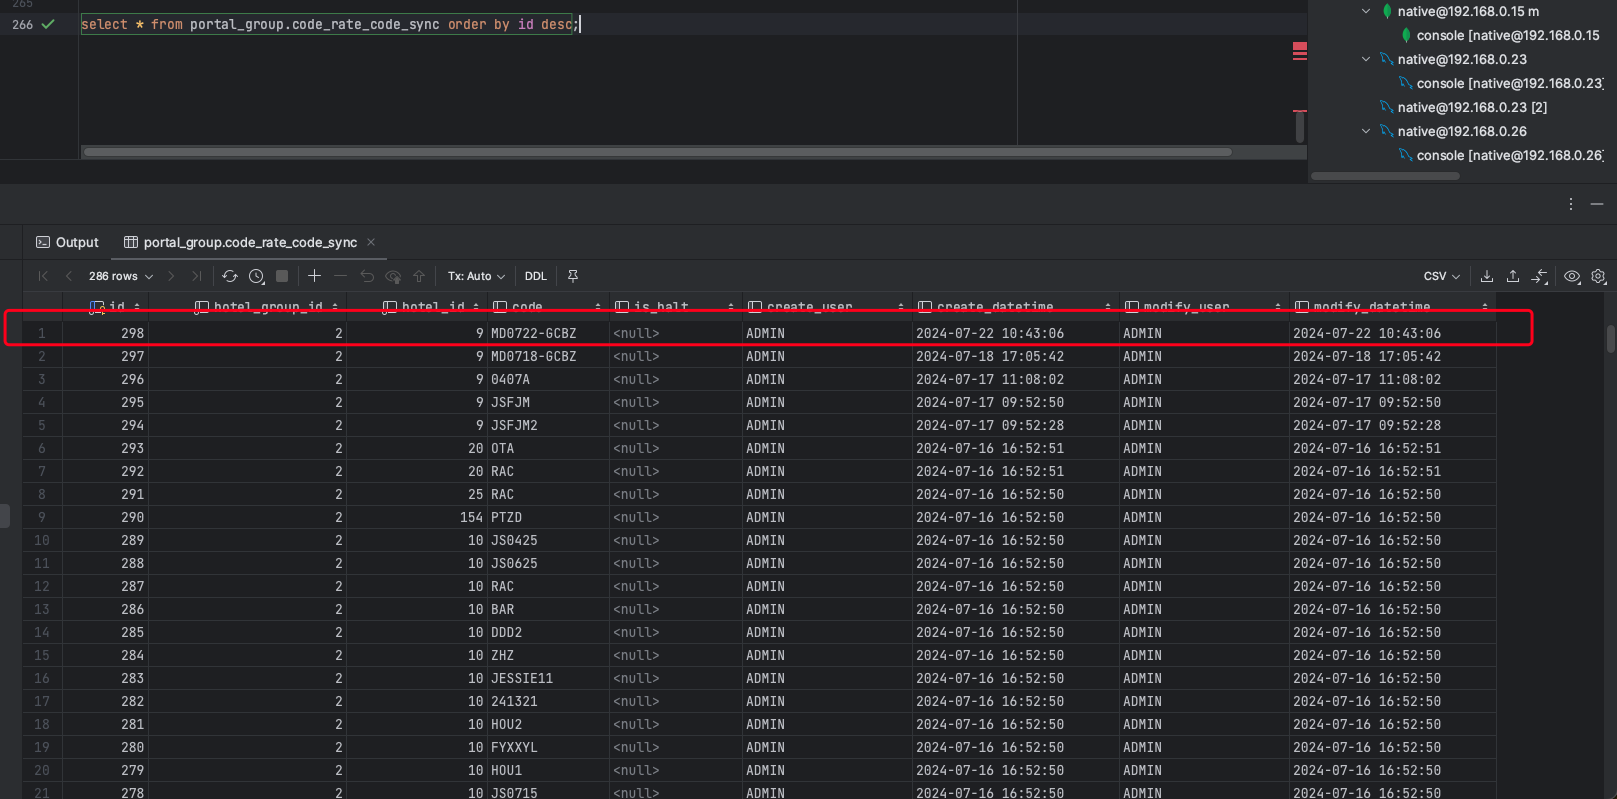 265
266 select * from portal_group.code_rate_code_sync order by id desc;
native@192.168.0.15 m
console [native@192.168.0.15
native@192.168.0.23
console [native@192.168.0.23]
native@192.168.0.23 [2]
native@192.168.0.26
console [native@192.168.0.26]
Output portal_group.code_rate_code_sync
286 rows Tx: Auto DDL CSV
id hotel_group_id hotel_id code is_halt create_user create_datetime modify_user modify_datetime
1 298 2 9 MD0722-GCBZ <null> ADMIN 2024-07-22 10:43:06 ADMIN 2024-07-22 10:43:06
2 297 2 9 MD0718-GCBZ <null> ADMIN 2024-07-18 17:05:42 ADMIN 2024-07-18 17:05:42
3 296 2 9 0407A <null> ADMIN 2024-07-17 11:08:02 ADMIN 2024-07-17 11:08:02
4 295 2 9 JSFJM <null> ADMIN 2024-07-17 09:52:50 ADMIN 2024-07-17 09:52:50
5 294 2 9 JSFJM2 <null> ADMIN 2024-07-17 09:52:28 ADMIN 2024-07-17 09:52:28
6 293 2 20 OTA <null> ADMIN 2024-07-16 16:52:51 ADMIN 2024-07-16 16:52:51
7 292 2 20 RAC <null> ADMIN 2024-07-16 16:52:51 ADMIN 2024-07-16 16:52:51
8 291 2 25 RAC <null> ADMIN 2024-07-16 16:52:50 ADMIN 2024-07-16 16:52:50
9 290 2 154 PTZD <null> ADMIN 2024-07-16 16:52:50 ADMIN 2024-07-16 16:52:50
10 289 2 10 JS0425 <null> ADMIN 2024-07-16 16:52:50 ADMIN 2024-07-16 16:52:50
11 288 2 10 JS0625 <null> ADMIN 2024-07-16 16:52:50 ADMIN 2024-07-16 16:52:50
12 287 2 10 RAC <null> ADMIN 2024-07-16 16:52:50 ADMIN 2024-07-16 16:52:50
13 286 2 10 BAR <null> ADMIN 2024-07-16 16:52:50 ADMIN 2024-07-16 16:52:50
14 285 2 10 DDD2 <null> ADMIN 2024-07-16 16:52:50 ADMIN 2024-07-16 16:52:50
15 284 2 10 ZHZ <null> ADMIN 2024-07-16 16:52:50 ADMIN 2024-07-16 16:52:50
16 283 2 10 JESSIE11 <null> ADMIN 2024-07-16 16:52:50 ADMIN 2024-07-16 16:52:50
17 282 2 10 241321 <null> ADMIN 2024-07-16 16:52:50 ADMIN 2024-07-16 16:52:50
18 281 2 10 HOU2 <null> ADMIN 2024-07-16 16:52:50 ADMIN 2024-07-16 16:52:50
19 280 2 10 FYXXYL <null> ADMIN 2024-07-16 16:52:50 ADMIN 2024-07-16 16:52:50
20 279 2 10 HOU1 <null> ADMIN 2024-07-16 16:52:50 ADMIN 2024-07-16 16:52:50
21 278 2 10 JS0715 <null> ADMIN 2024-07-16 16:52:50 ADMIN 2024-07-16 16:52:50